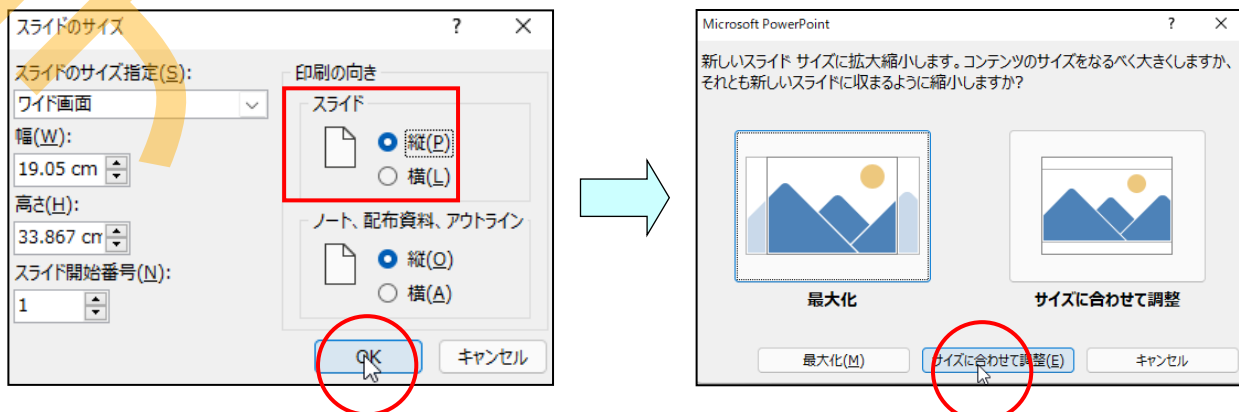 スライドのサイズ ? ×
スライドのサイズ指定(S):
ワイド画面
幅(W):
19.05 cm
高さ(H):
33.867 cm
スライド開始番号(N):
1
印刷の向き
スライド
縦(P)
横(L)
ノート、配布資料、アウトライン
縦(O)
横(A)
OK キャンセル
Microsoft PowerPoint ? ×
新しいスライド サイズに拡大縮小します。コンテンツのサイズをなるべく大きくしますか、
それとも新しいスライドに収まるように縮小しますか?
最大化 サイズに合わせて調整
最大化(M) サイズに合わせて調整(E) キャンセル